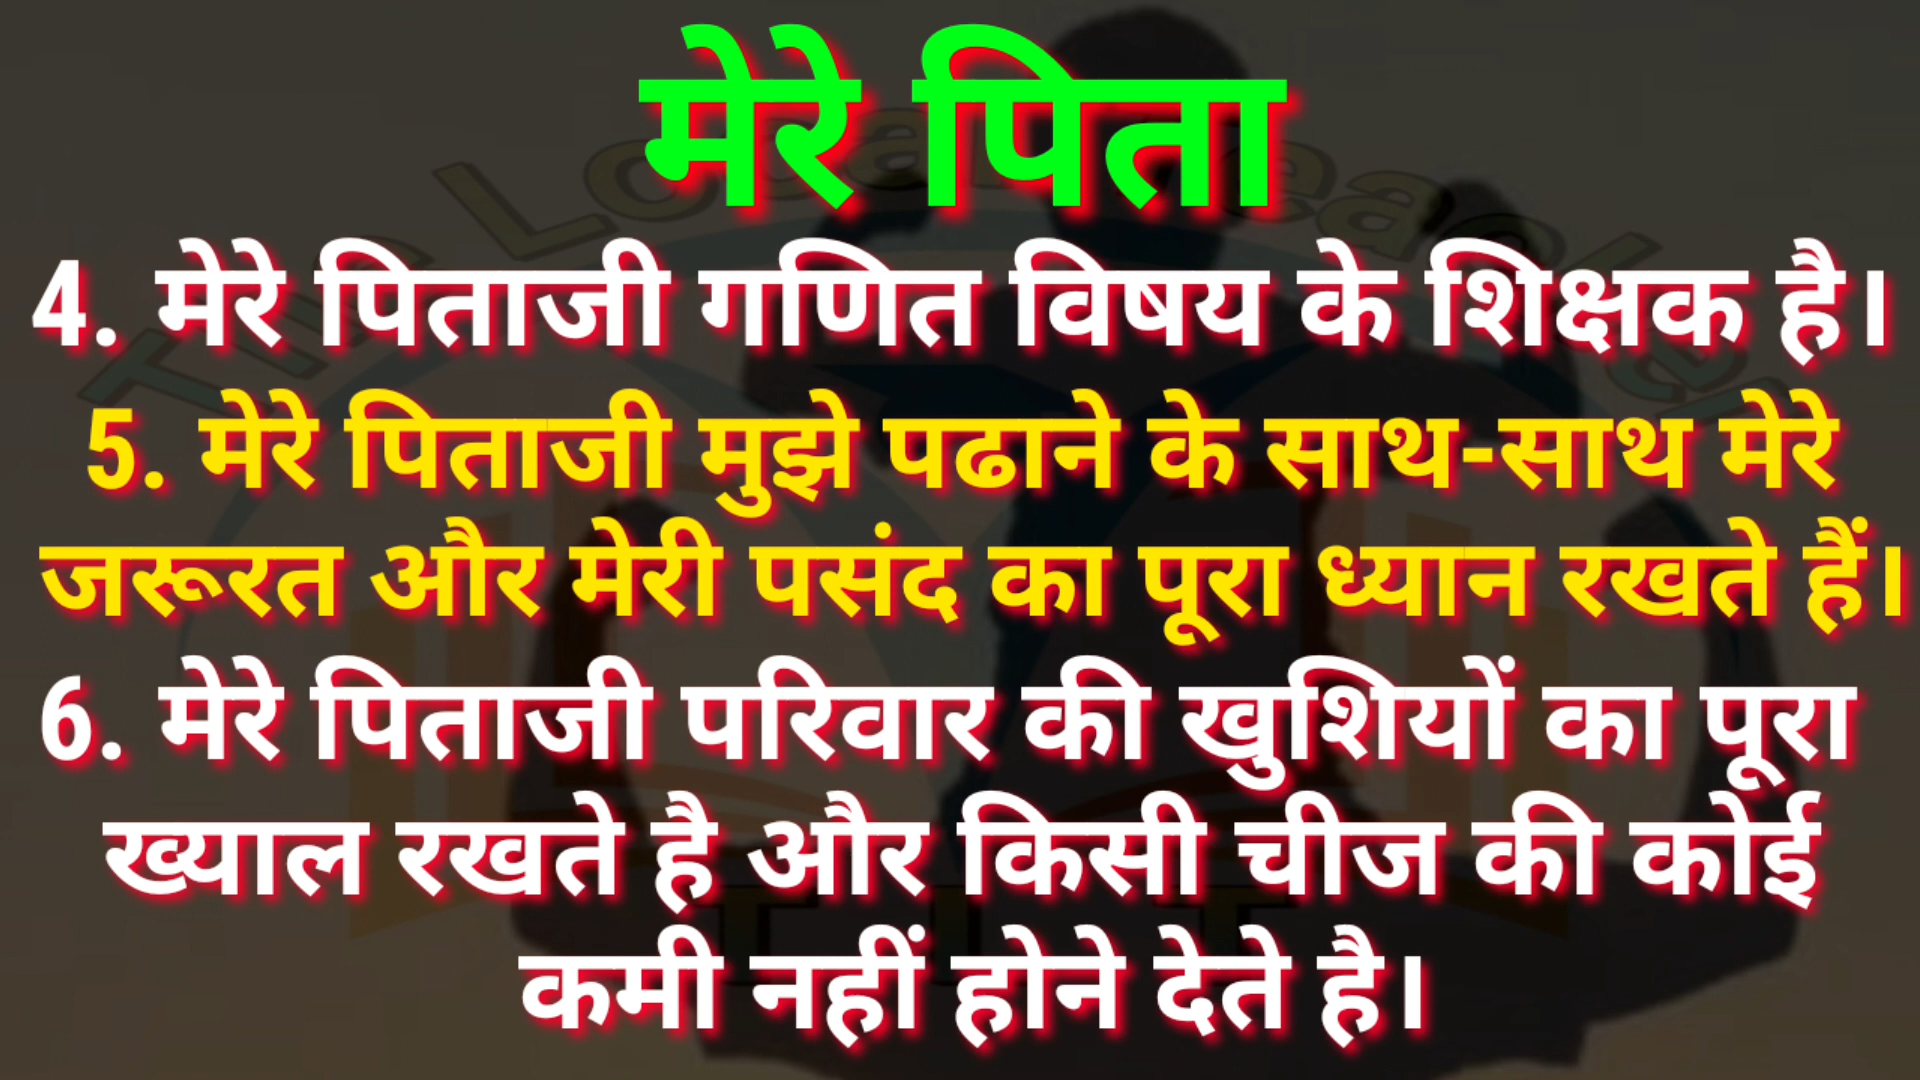 मेरे पिता
4. मेरे पिताजी गणित विषय के शिक्षक है।
5. मेरे पिताजी मुझे पढाने के साथ-साथ मेरे
जरूरत और मेरी पसंद का पूरा ध्यान रखते हैं।
6. मेरे पिताजी परिवार की खुशियों का पूरा
ख्याल रखते है और किसी चीज की कोई
कमी नहीं होने देते है।